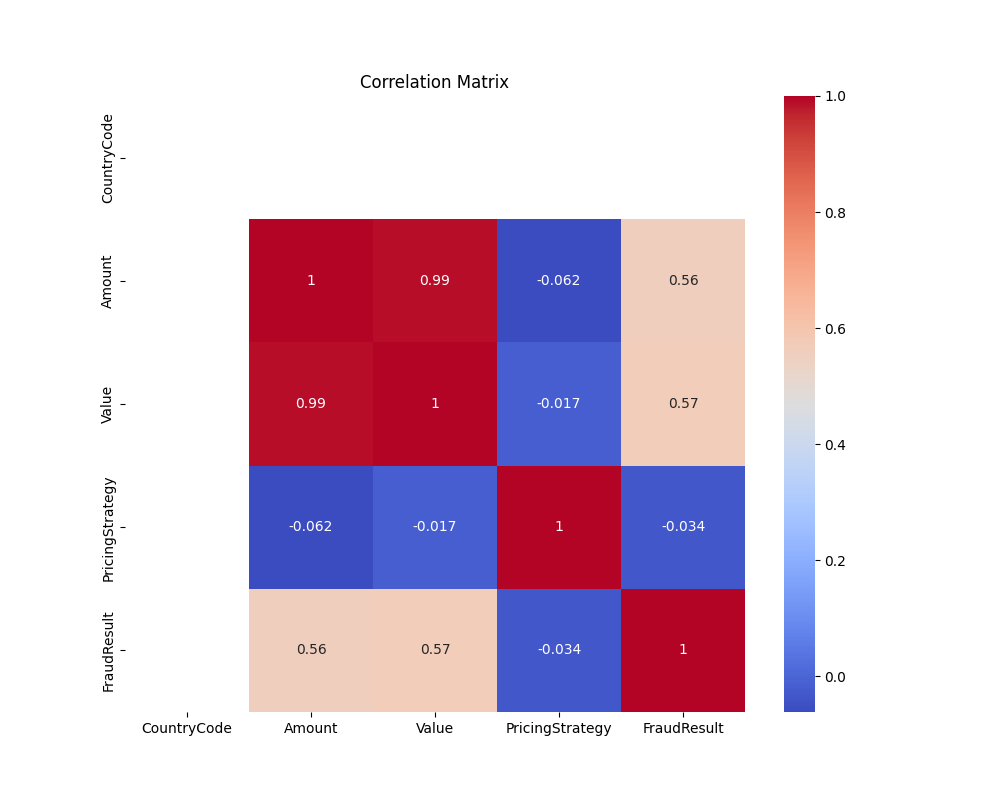 Correlation Matrix
CountryCode
Amount
1 0.99 -0.062 0.56
Value
0.99 1 -0.017 0.57
PricingStrategy
-0.062 -0.017 1 -0.034
FraudResult
0.56 0.57 -0.034 1
CountryCode Amount Value PricingStrategy FraudResult
1.0
0.8
0.6
0.4
0.2
0.0